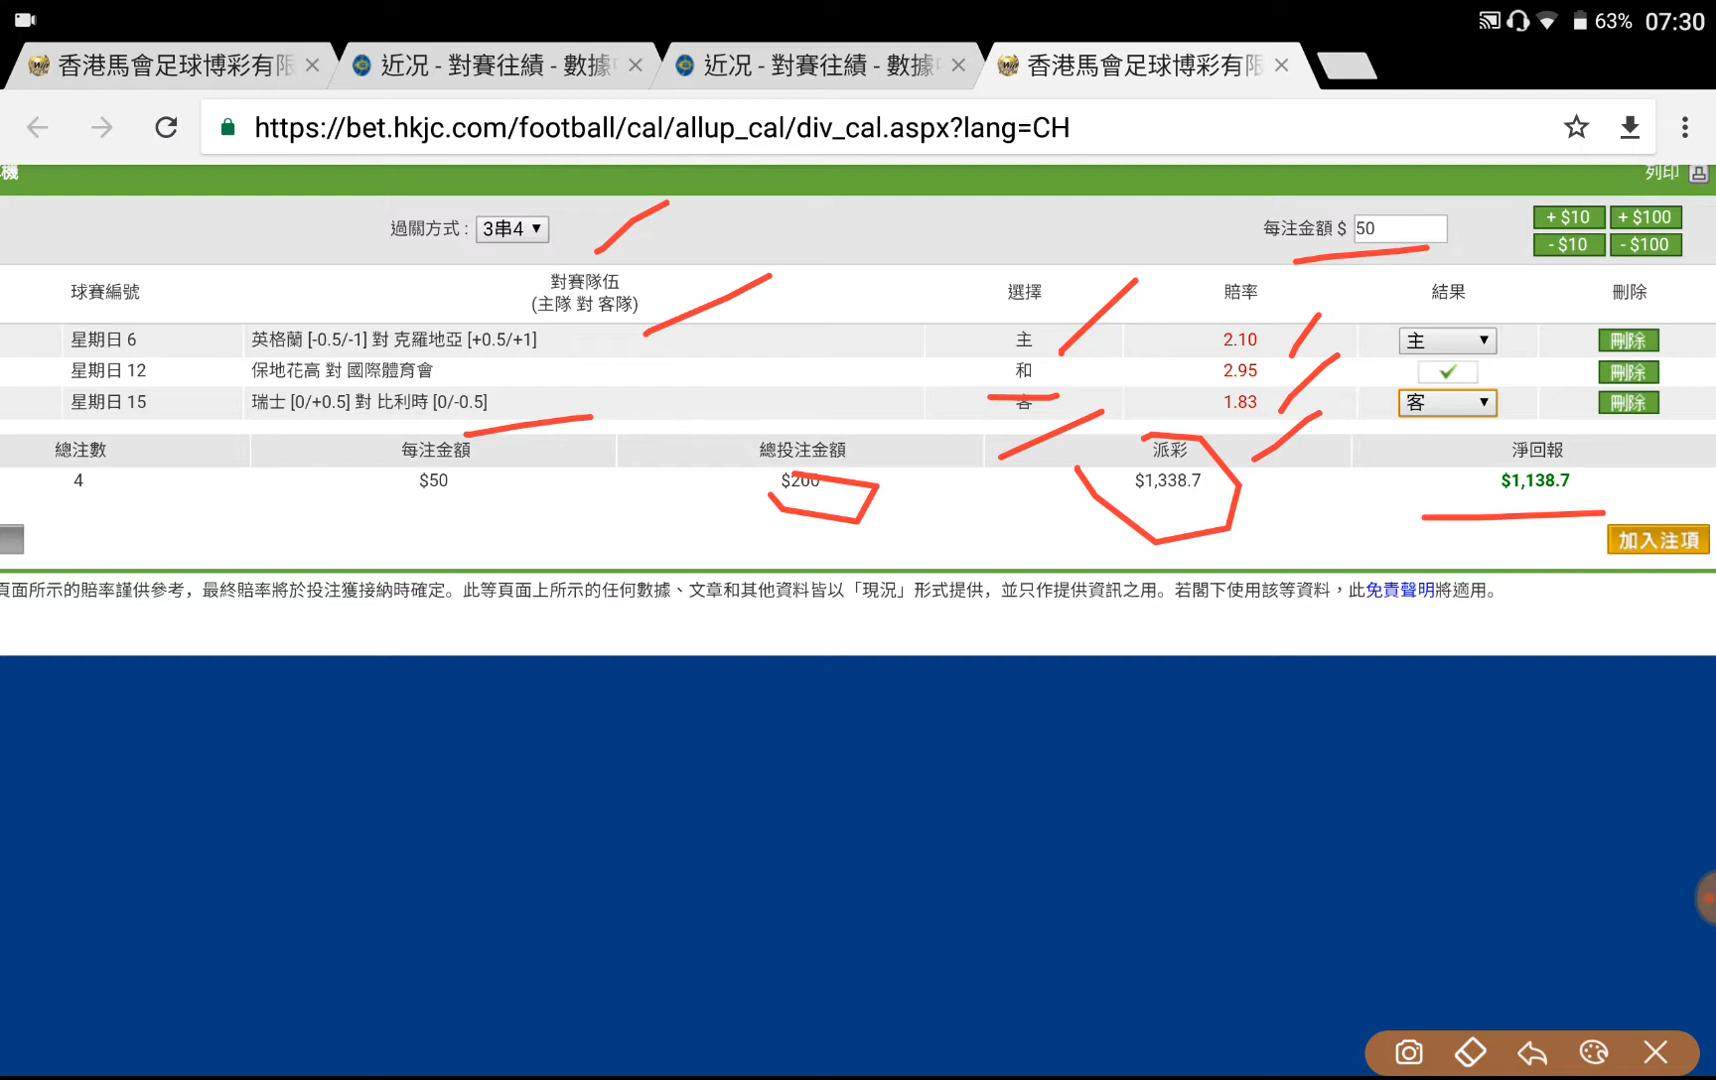 63% 07:30
香港馬會足球博彩有限 近況 - 對賽往績 - 數據 近況 - 對賽往績 - 數據 香港馬會足球博彩有限
https://bet.hkjc.com/football/cal/allup_cal/div_cal.aspx?lang=CH
機 列印
過關方式 : 3串4 每注金額 $ 50 + $10 + $100
- $10 - $100
球賽編號 對賽隊伍 選擇 賠率 結果 刪除
(主隊 對 客隊)
星期日 6 英格蘭 [-0.5/-1] 對 克羅地亞 [+0.5/+1] 主 2.10 主 刪除
星期日 12 保地花高 對 國際體育會 和 2.95 刪除
星期日 15 瑞士 [0/+0.5] 對 比利時 [0/-0.5] 客 1.83 客 刪除
總注數 每注金額 總投注金額 派彩 淨回報
4 $50 $200 $1,338.7 $1,138.7
加入注項
頁面所示的賠率謹供參考，最終賠率將於投注獲接納時確定。此等頁面上所示的任何數據、文章和其他資料皆以「現況」形式提供，並只作提供資訊之用。若閣下使用該等資料，此免責聲明將適用。